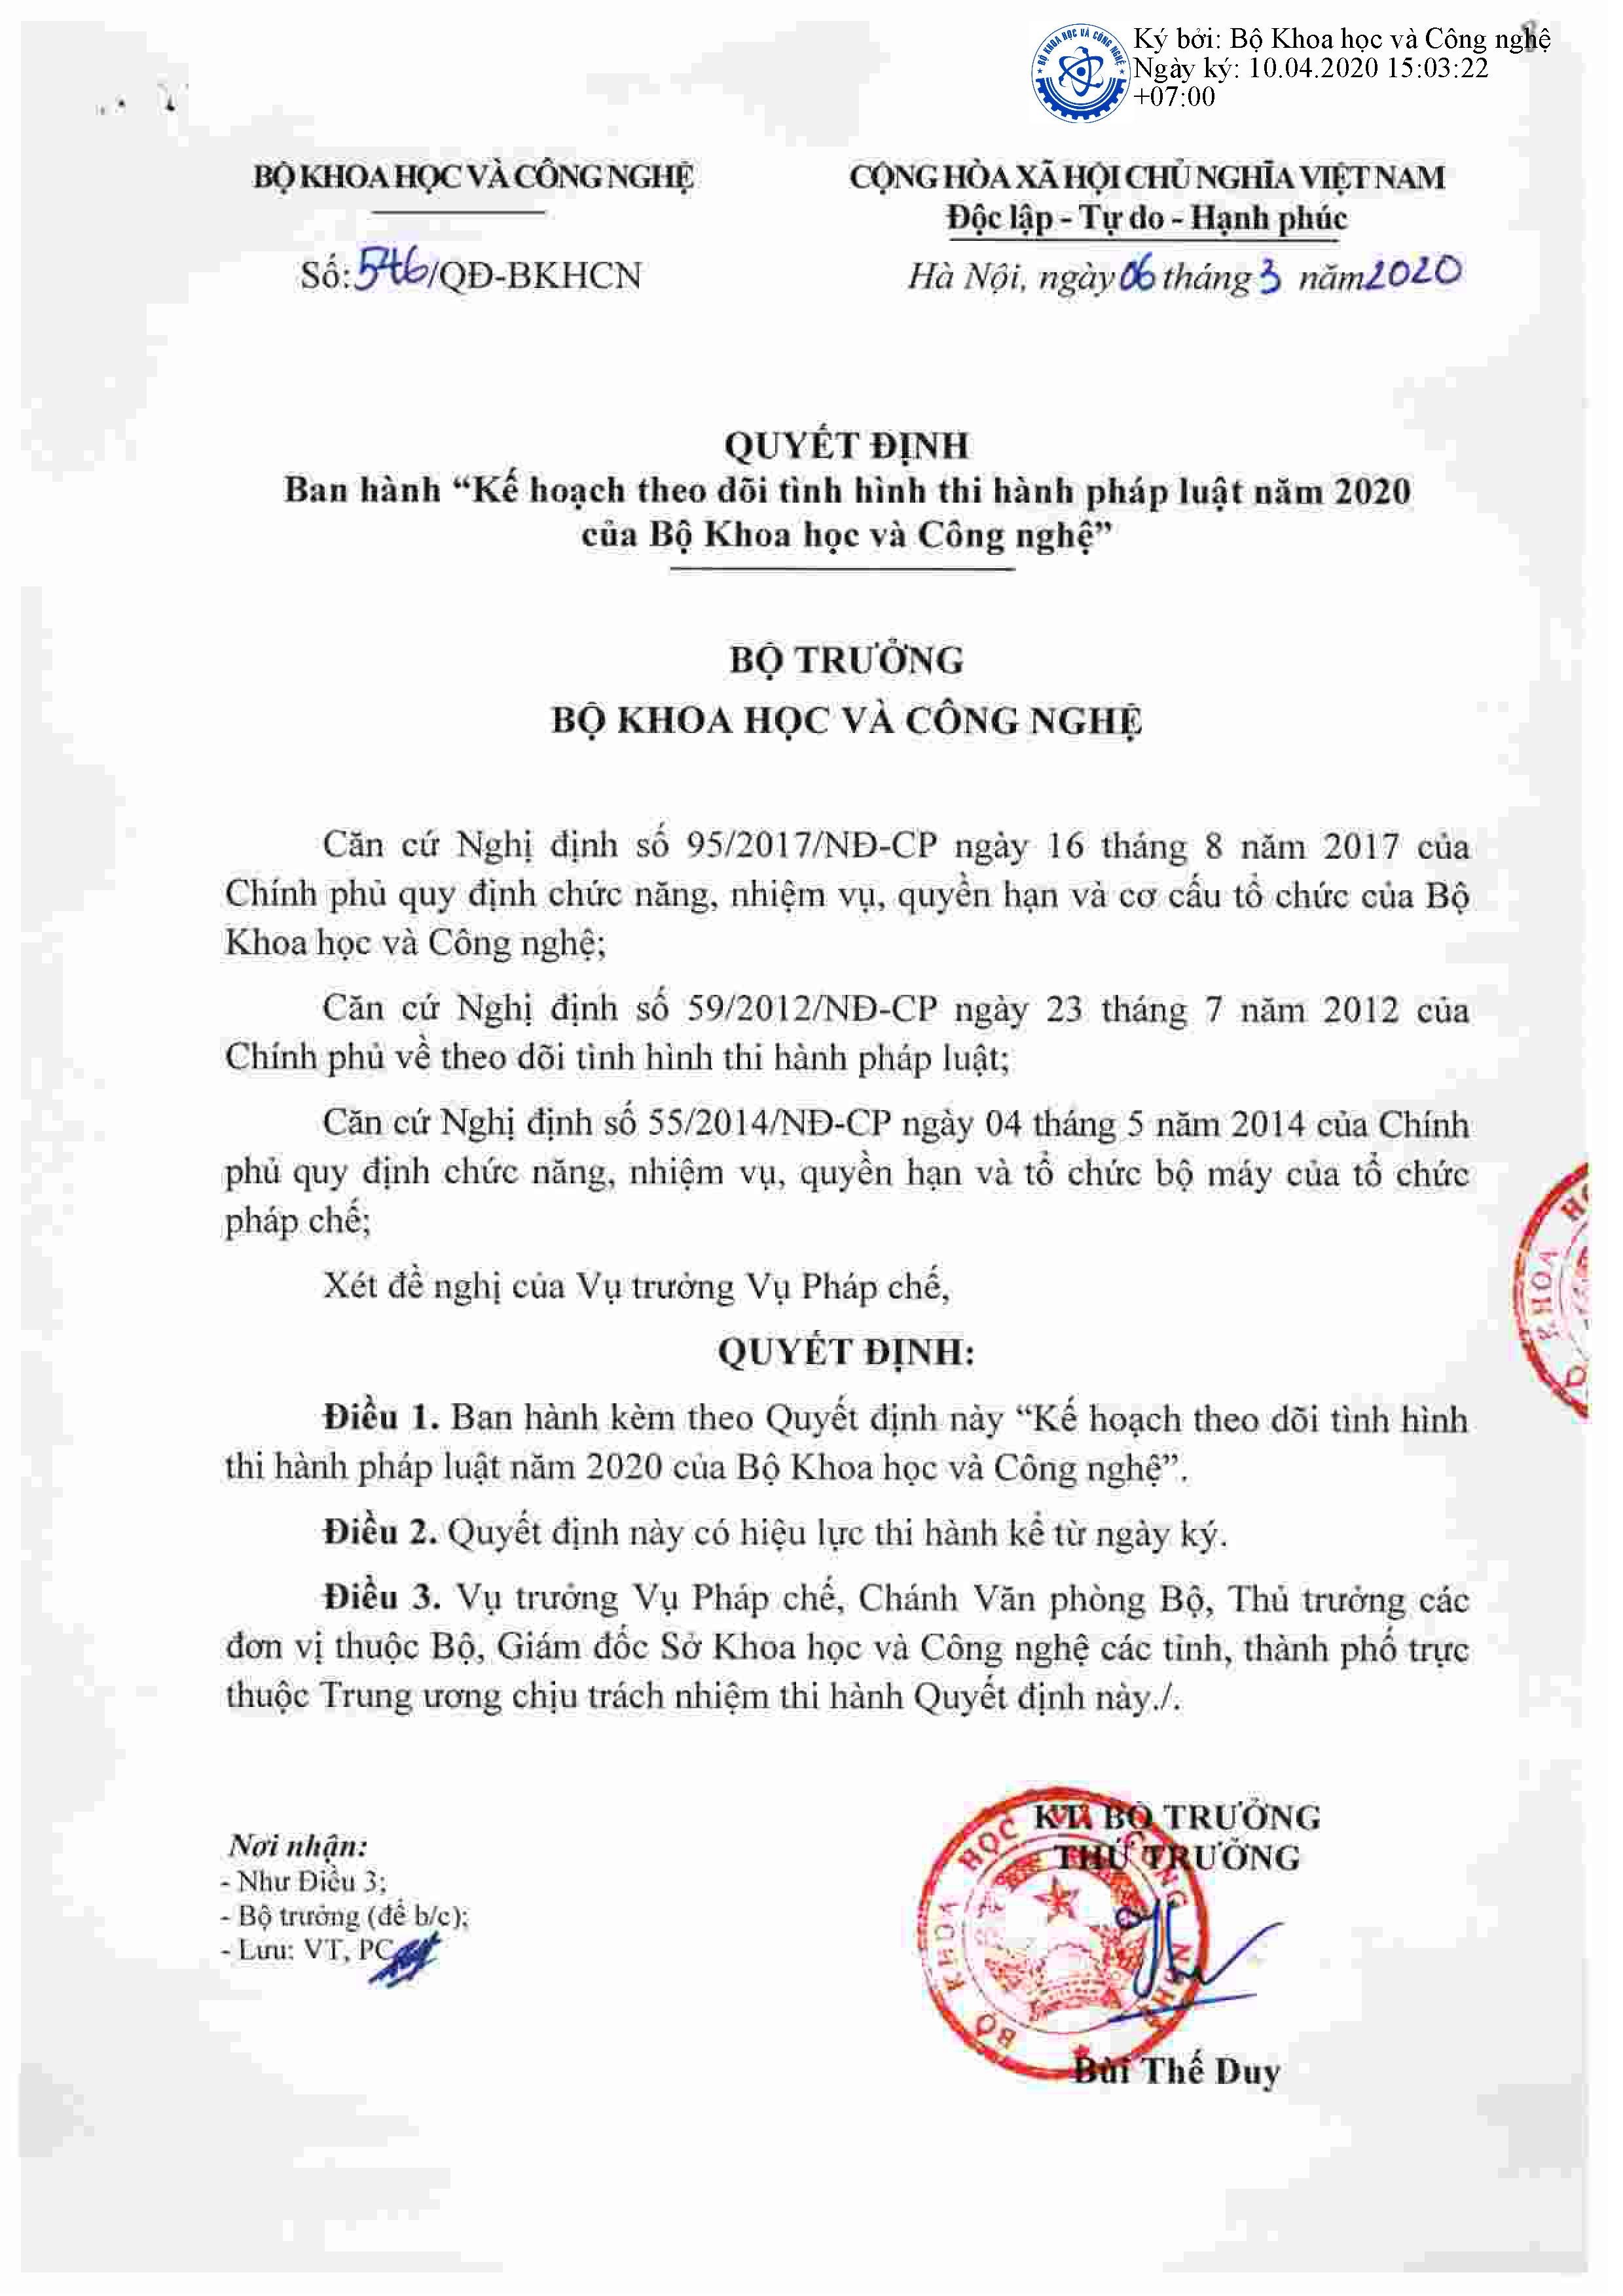 Ký bởi: Bộ Khoa học và Công nghệ
Ngày ký: 10.04.2020 15:03:22
+07:00
BỘ KHOA HỌC VÀ CÔNG NGHỆ
CỘNG HÒA XÃ HỘI CHỦ NGHĨA VIỆT NAM
Độc lập - Tự do - Hạnh phúc
Số: 546/QĐ-BKHCN
Hà Nội, ngày 06 tháng 3 năm 2020
QUYẾT ĐỊNH
Ban hành “Kế hoạch theo dõi tình hình thi hành pháp luật năm 2020
của Bộ Khoa học và Công nghệ”
BỘ TRƯỞNG
BỘ KHOA HỌC VÀ CÔNG NGHỆ
Căn cứ Nghị định số 95/2017/NĐ-CP ngày 16 tháng 8 năm 2017 của
Chính phủ quy định chức năng, nhiệm vụ, quyền hạn và cơ cấu tổ chức của Bộ
Khoa học và Công nghệ;
Căn cứ Nghị định số 59/2012/NĐ-CP ngày 23 tháng 7 năm 2012 của
Chính phủ về theo dõi tình hình thi hành pháp luật;
Căn cứ Nghị định số 55/2014/NĐ-CP ngày 04 tháng 5 năm 2014 của Chính
phủ quy định chức năng, nhiệm vụ, quyền hạn và tổ chức bộ máy của tổ chức
pháp chế;
Xét đề nghị của Vụ trưởng Vụ Pháp chế,
QUYẾT ĐỊNH:
Điều 1. Ban hành kèm theo Quyết định này “Kế hoạch theo dõi tình hình
thi hành pháp luật năm 2020 của Bộ Khoa học và Công nghệ”.
Điều 2. Quyết định này có hiệu lực thi hành kể từ ngày ký.
Điều 3. Vụ trưởng Vụ Pháp chế, Chánh Văn phòng Bộ, Thủ trưởng các
đơn vị thuộc Bộ, Giám đốc Sở Khoa học và Công nghệ các tỉnh, thành phố trực
thuộc Trung ương chịu trách nhiệm thi hành Quyết định này./.
Nơi nhận:
- Như Điều 3;
- Bộ trưởng (để b/c);
- Lưu: VT, PC
KT. BỘ TRƯỞNG
THỨ TRƯỞNG
BỘ KHOA HỌC VÀ CÔNG NGHỆ
Bùi Thế Duy